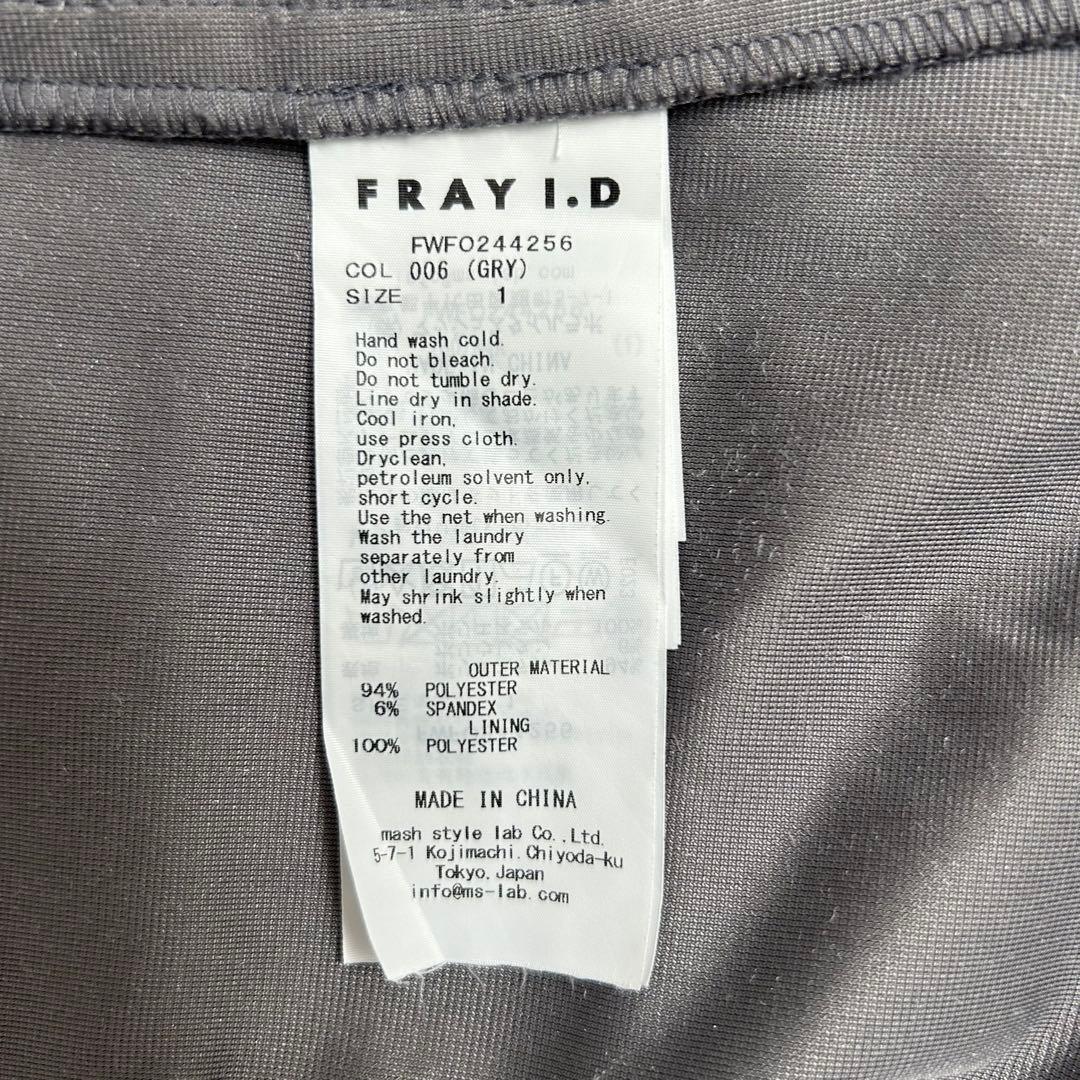 FRAY I.D
FWFO244256
COL 006 (GRY)
SIZE 1
Hand wash cold.
Do not bleach.
Do not tumble dry.
Line dry in shade.
Cool iron,
use press cloth.
Dryclean,
petroleum solvent only,
short cycle.
Use the net when washing.
Wash the laundry
separately from
other laundry.
May shrink slightly when
washed.
OUTER MATERIAL
94% POLYESTER
6% SPANDEX
LINING
100% POLYESTER
MADE IN CHINA
mash style lab Co.,Ltd.
5-7-1 Kojimachi.Chiyoda-ku
Tokyo,Japan
info@ms-lab.com